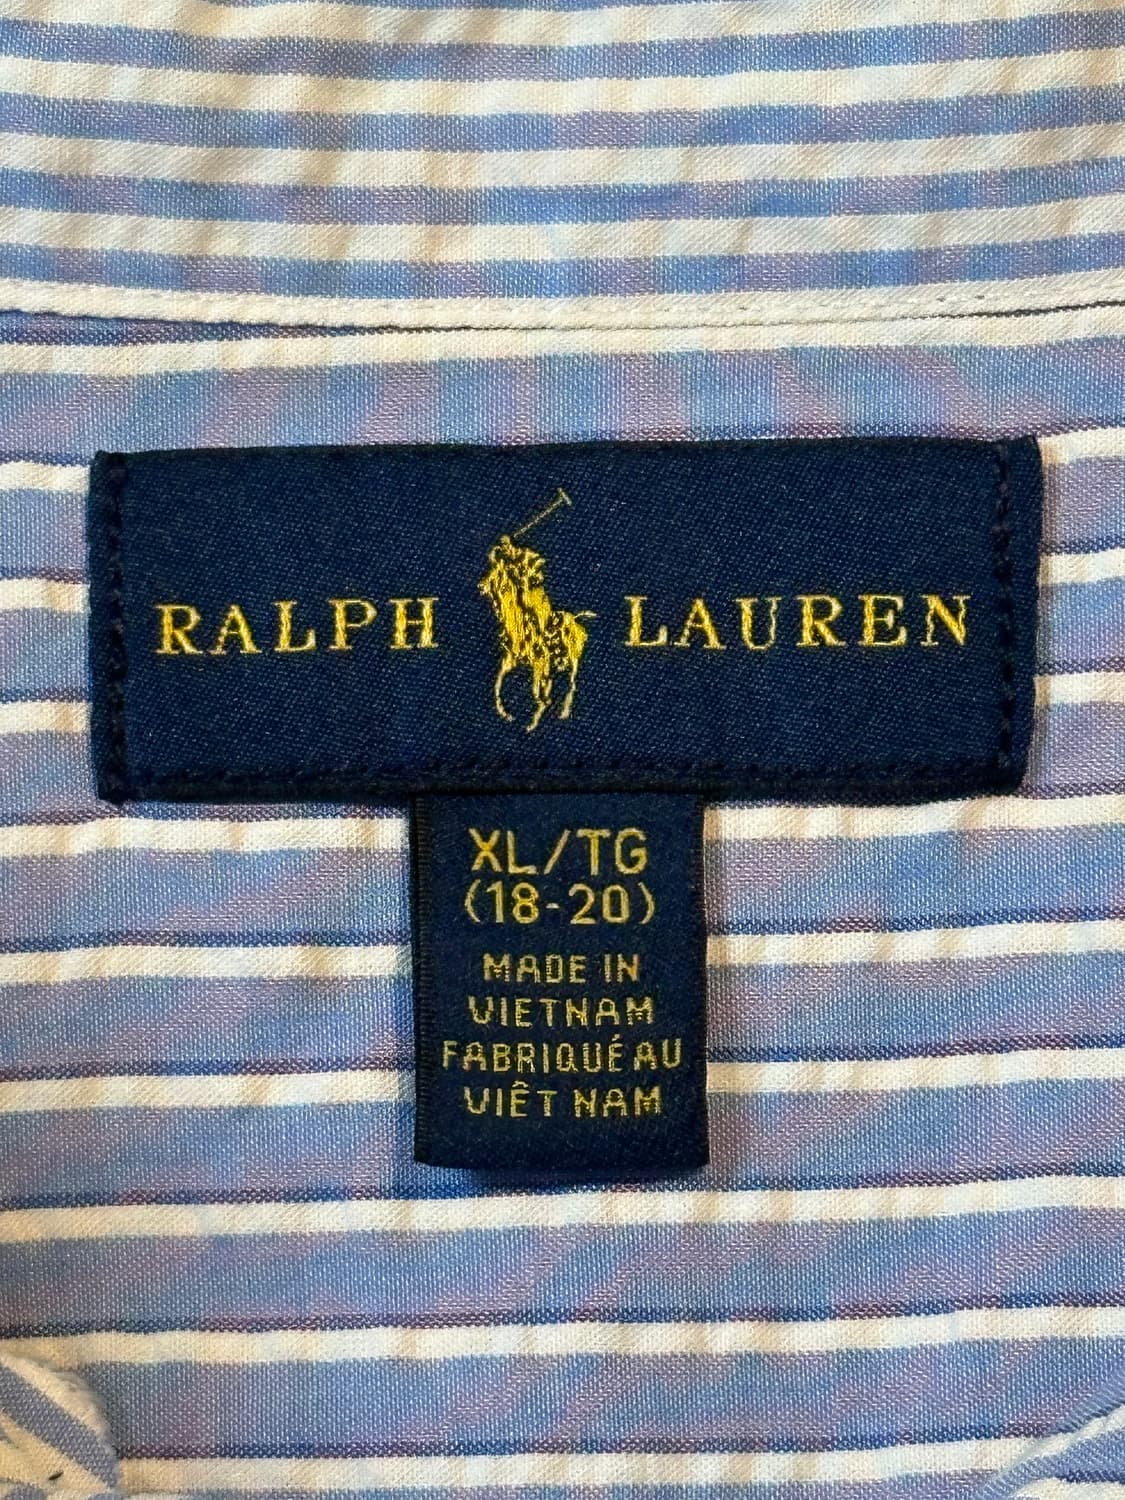 RALPH LAUREN
XL/TG
(18-20)
MADE IN
VIETNAM
FABRIQUÉ AU
VIÊT NAM